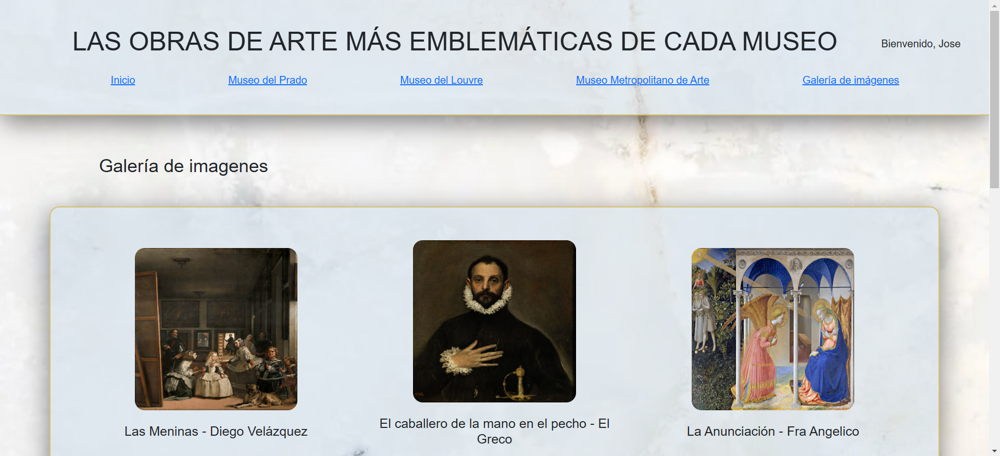 LAS OBRAS DE ARTE MÁS EMBLEMÁTICAS DE CADA MUSEO
Bienvenido, Jose
Inicio
Museo del Prado
Museo del Louvre
Museo Metropolitano de Arte
Galería de imágenes
Galería de imagenes
Las Meninas - Diego Velázquez
El caballero de la mano en el pecho - El
Greco
La Anunciación - Fra Angelico